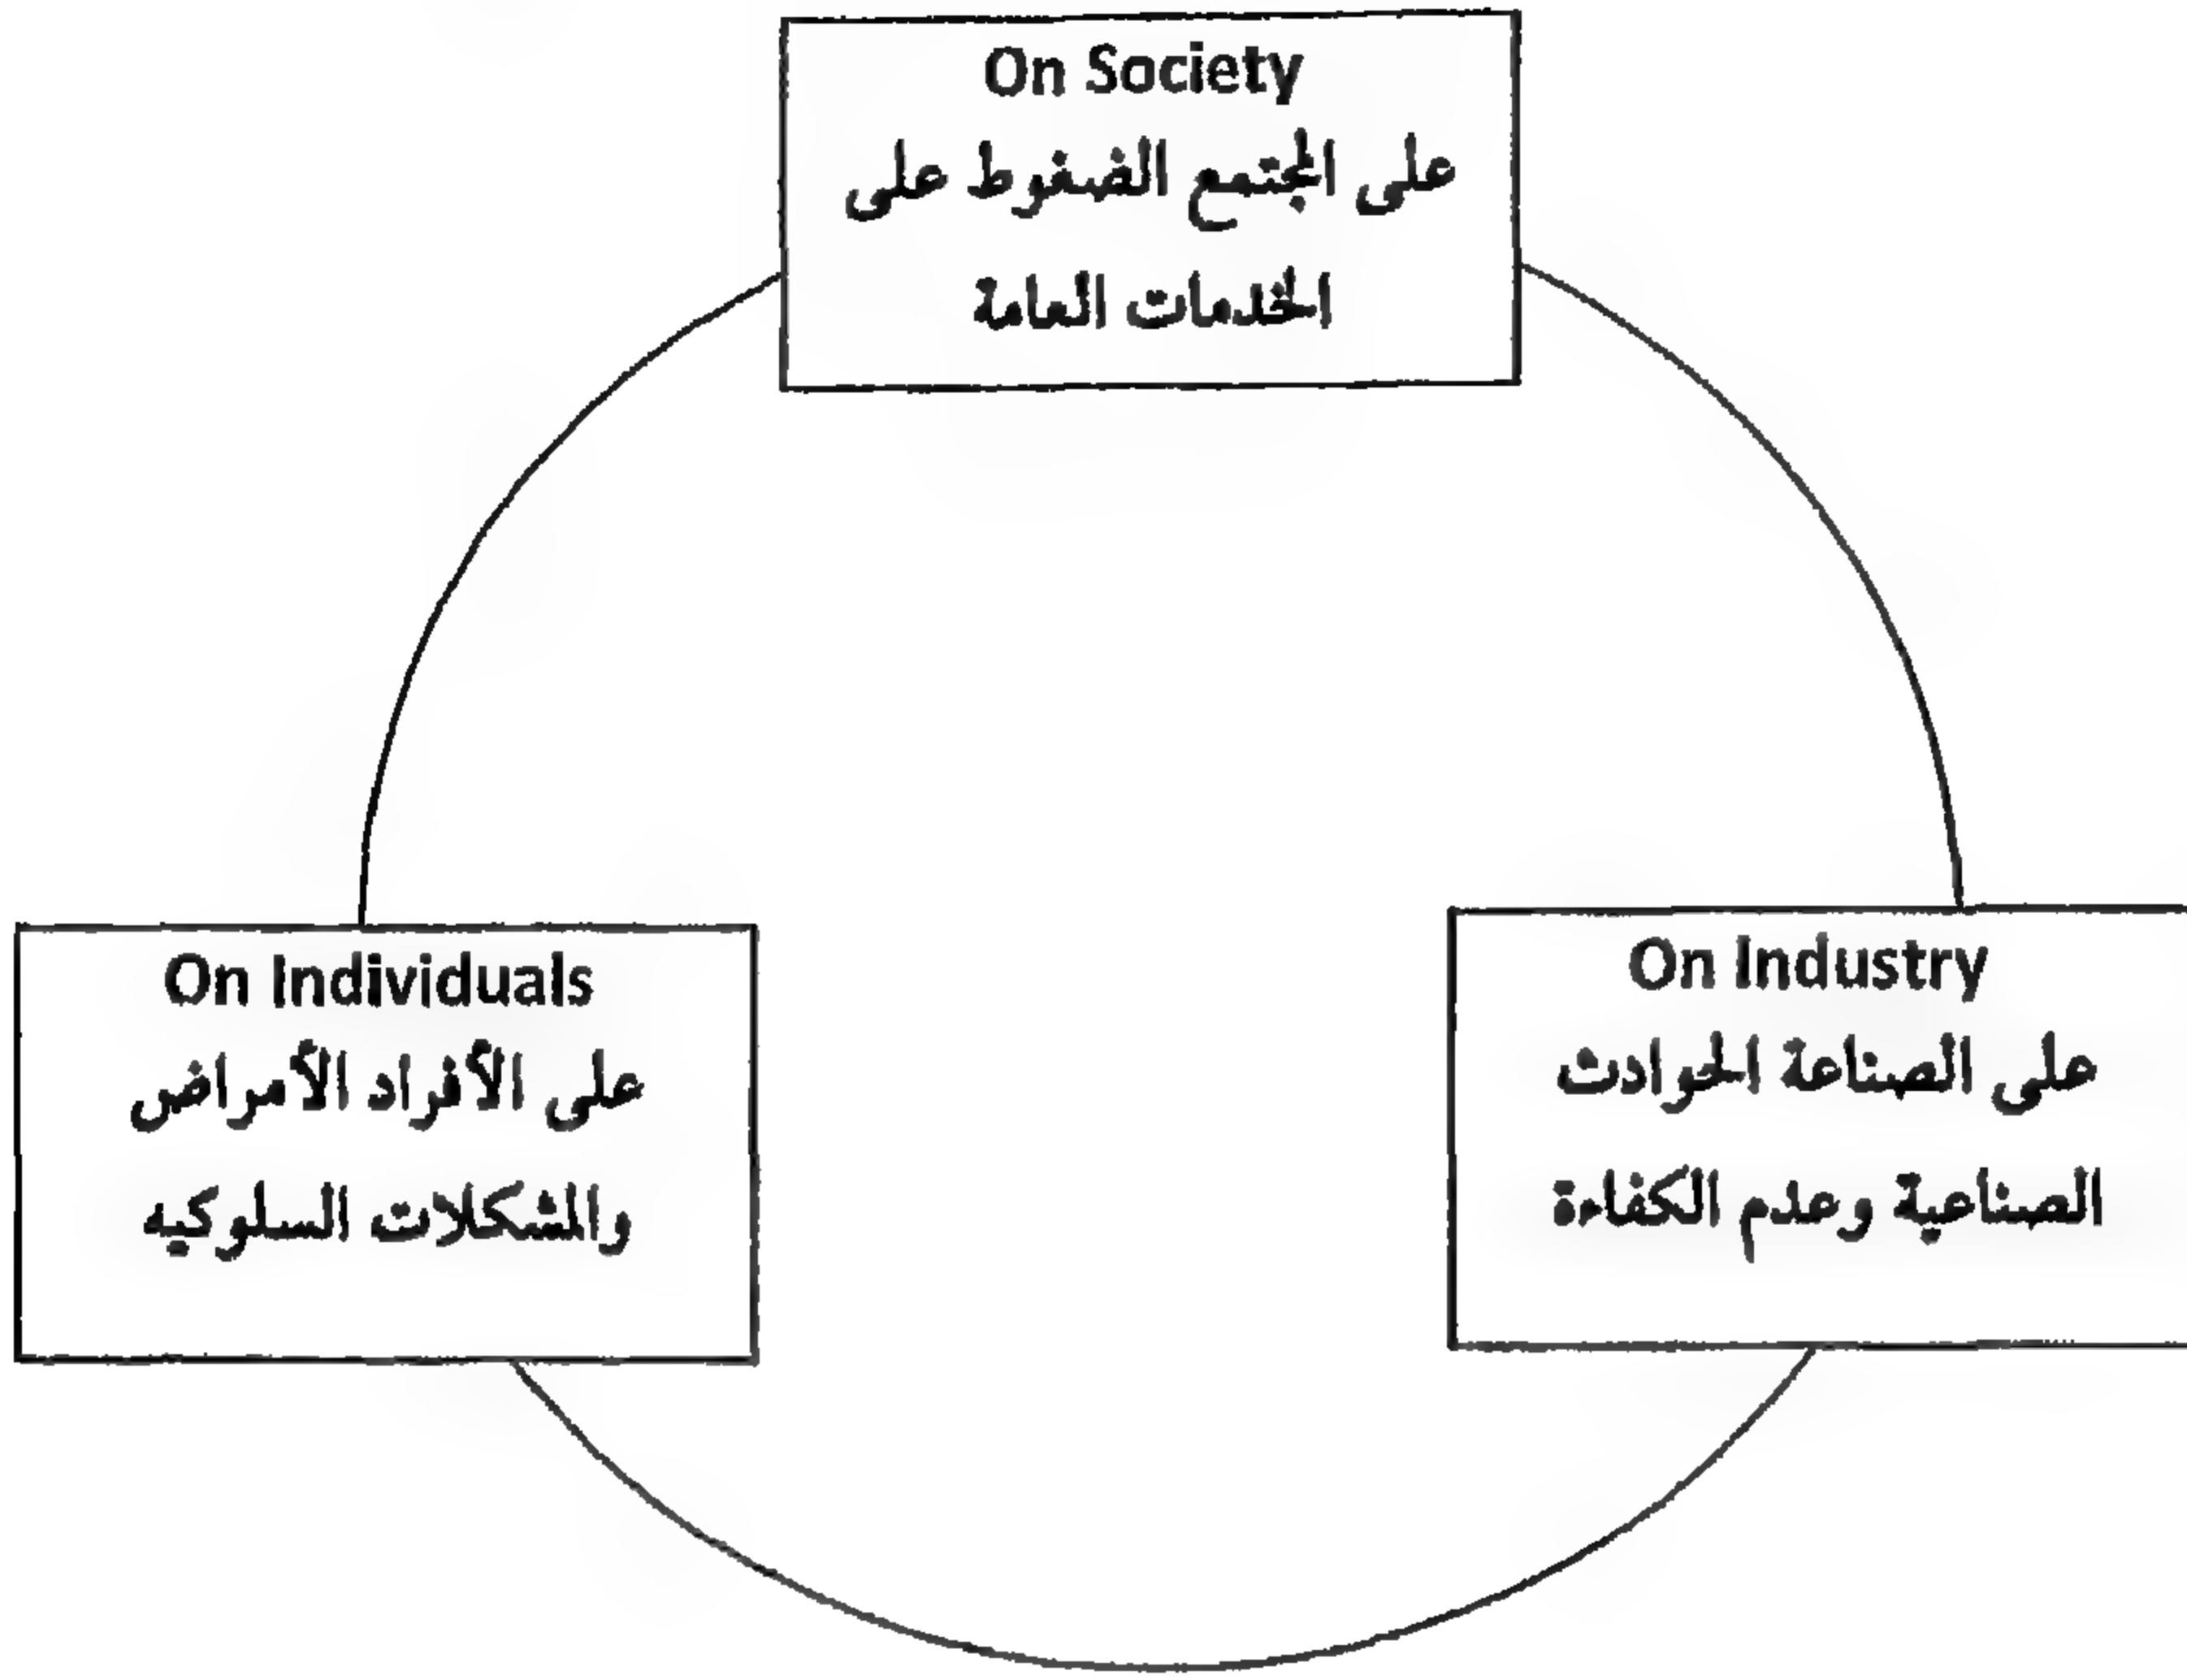 On Society
على المجتمع الضغوط على
الخدمات العامة
On Individuals
على الأفراد الأمراض
والمشكلات السلوكيه
On Industry
على الصناعة الحوادث
الصناعية وعدم الكفاءة